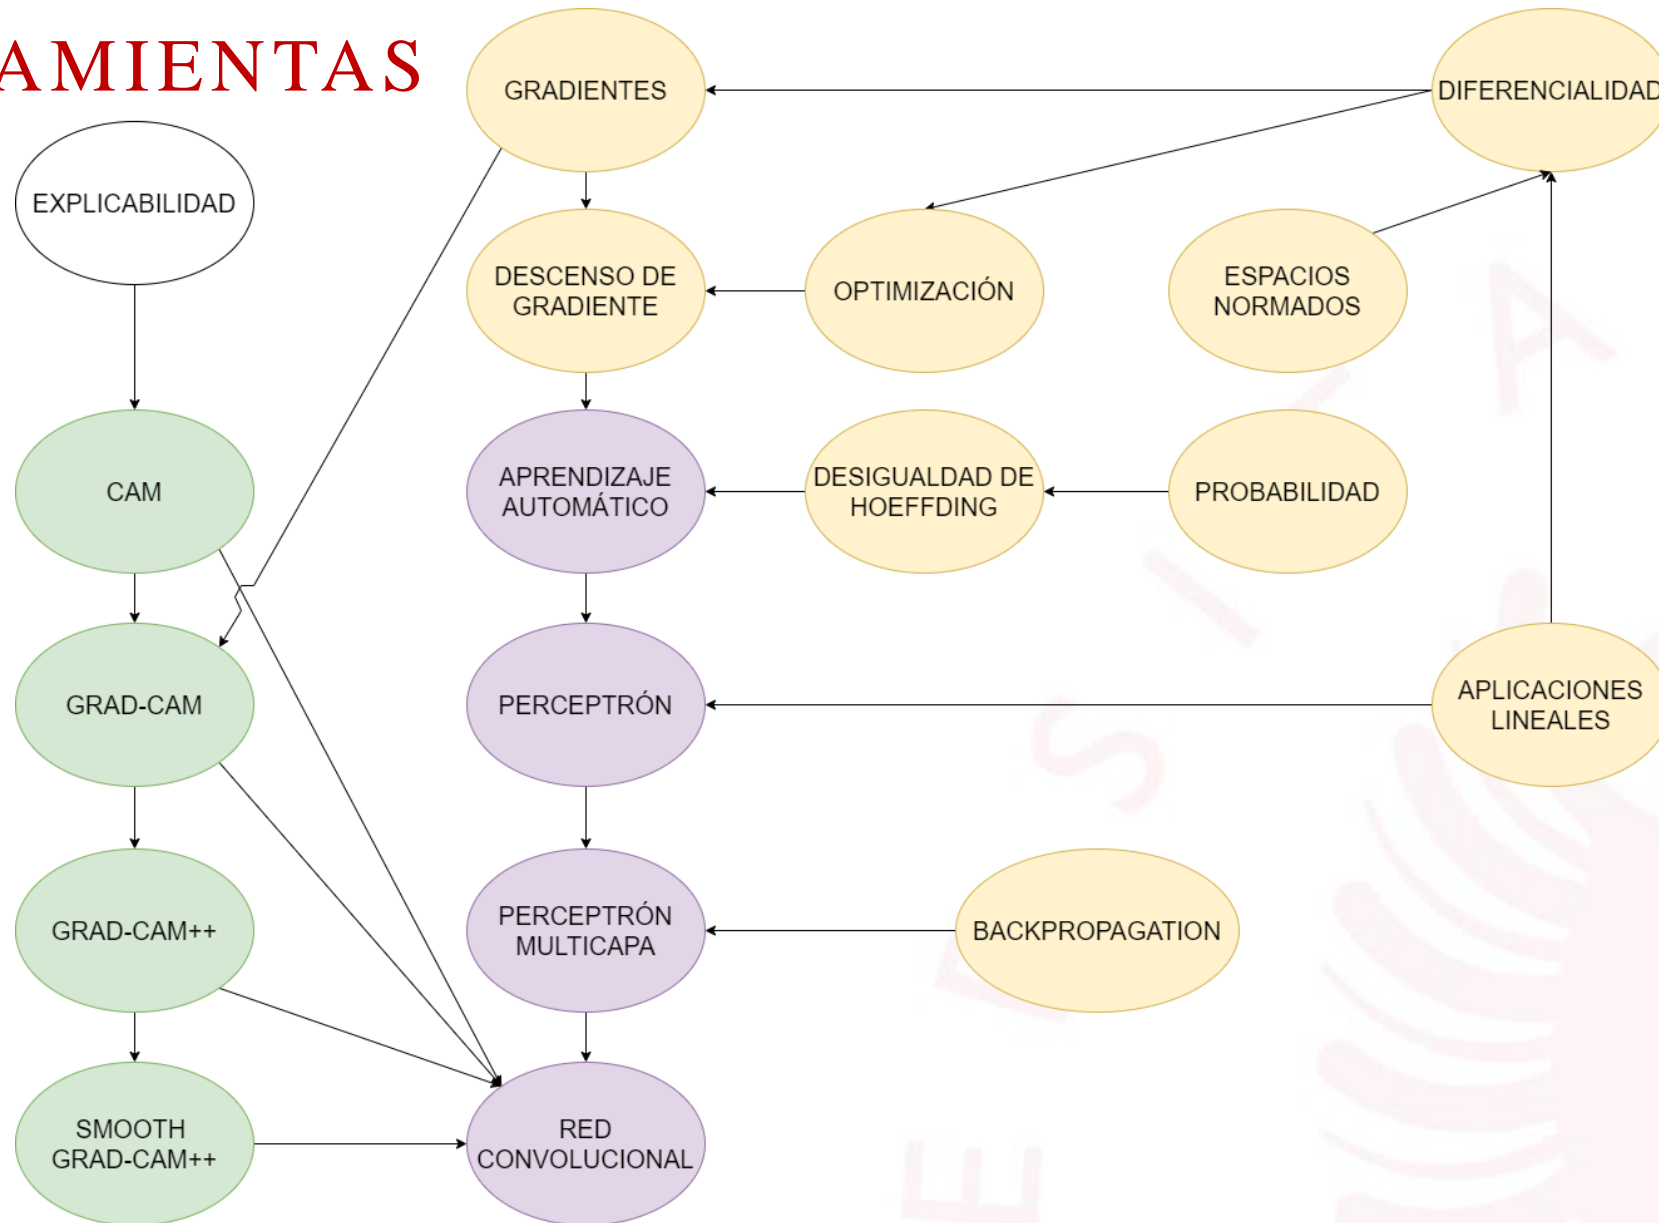 AMIENTAS
GRADIENTES
DIFERENCIALIDAD
EXPLICABILIDAD
DESCENSO DE
GRADIENTE
OPTIMIZACIÓN
ESPACIOS
NORMADOS
CAM
APRENDIZAJE
AUTOMÁTICO
DESIGUALDAD DE
HOEFFDING
PROBABILIDAD
GRAD-CAM
PERCEPTRÓN
APLICACIONES
LINEALES
GRAD-CAM++
PERCEPTRÓN
MULTICAPA
BACKPROPAGATION
SMOOTH
GRAD-CAM++
RED
CONVOLUCIONAL